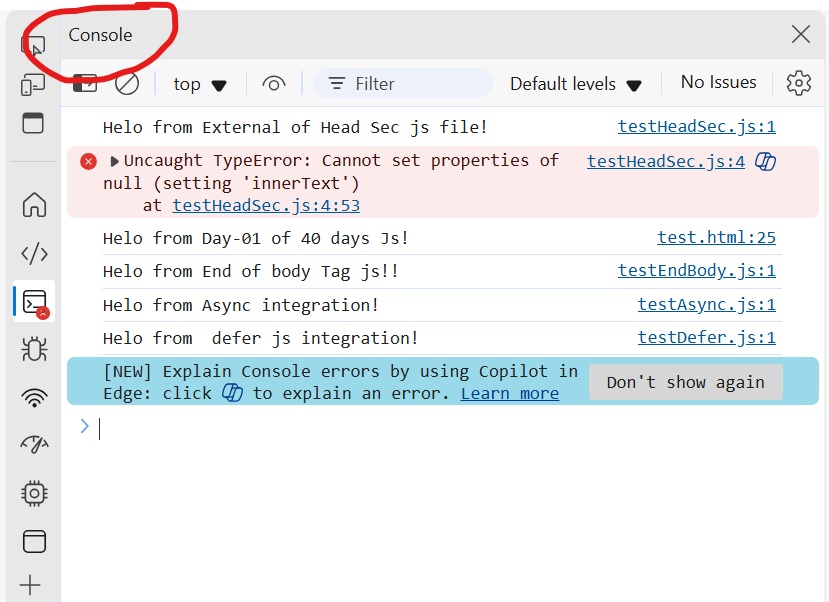 Console
top
Filter
Default levels
No Issues
Helo from External of Head Sec js file! testHeadSec.js:1
Uncaught TypeError: Cannot set properties of testHeadSec.js:4
null (setting 'innerText')
at testHeadSec.js:4:53
Helo from Day-01 of 40 days Js! test.html:25
Helo from End of body Tag js!! testEndBody.js:1
Helo from Async integration! testAsync.js:1
Helo from  defer js integration! testDefer.js:1
[NEW] Explain Console errors by using Copilot in
Edge: click to explain an error. Learn more
Don't show again